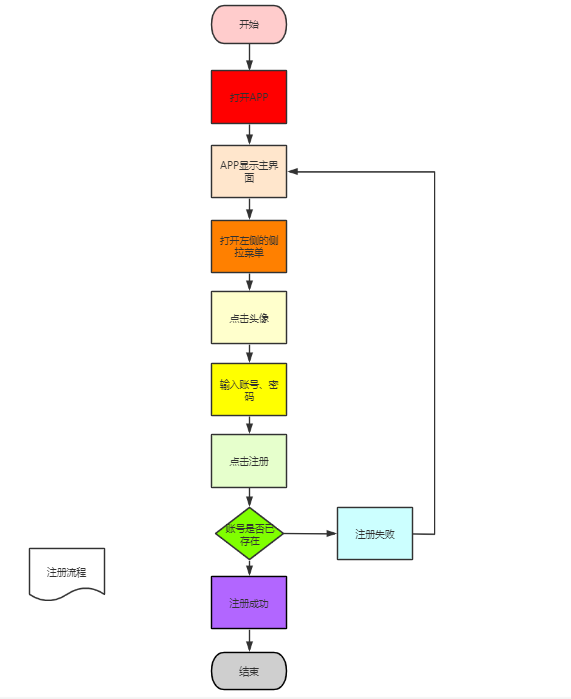 开始
打开APP
APP显示主界
面
打开左侧的侧
拉菜单
点击头像
输入账号、密
码
点击注册
账号是否已
存在
注册失败
注册流程
注册成功
结束